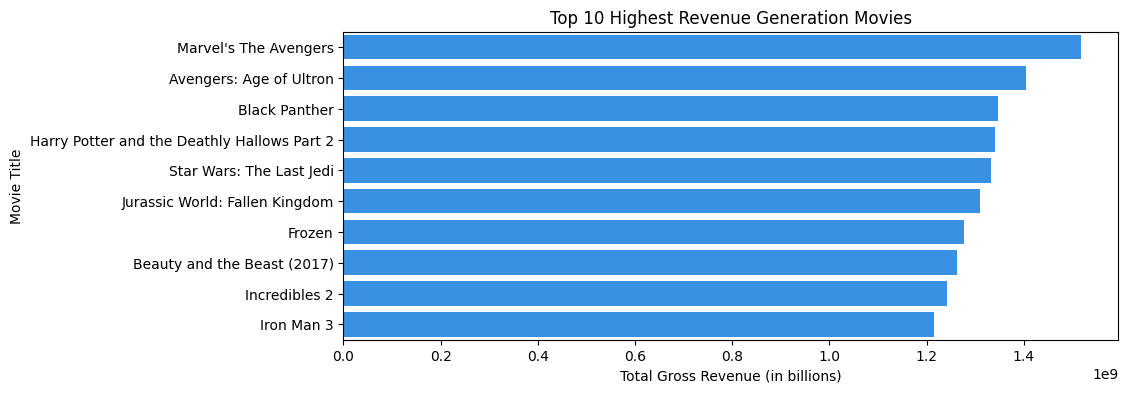 Top 10 Highest Revenue Generation Movies
Movie Title
Marvel's The Avengers
Avengers: Age of Ultron
Black Panther
Harry Potter and the Deathly Hallows Part 2
Star Wars: The Last Jedi
Jurassic World: Fallen Kingdom
Frozen
Beauty and the Beast (2017)
Incredibles 2
Iron Man 3
0.0 0.2 0.4 0.6 0.8 1.0 1.2 1.4
1e9
Total Gross Revenue (in billions)